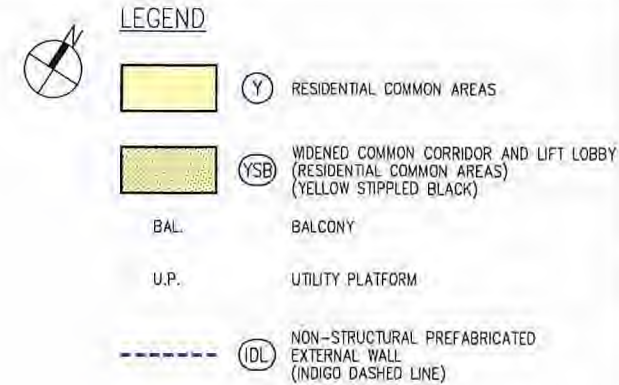 LEGEND
N
Y RESIDENTIAL COMMON AREAS
YSB WIDENED COMMON CORRIDOR AND LIFT LOBBY
(RESIDENTIAL COMMON AREAS)
(YELLOW STIPPLED BLACK)
BAL. BALCONY
U.P. UTILITY PLATFORM
IDL NON-STRUCTURAL PREFABRICATED
EXTERNAL WALL
(INDIGO DASHED LINE)